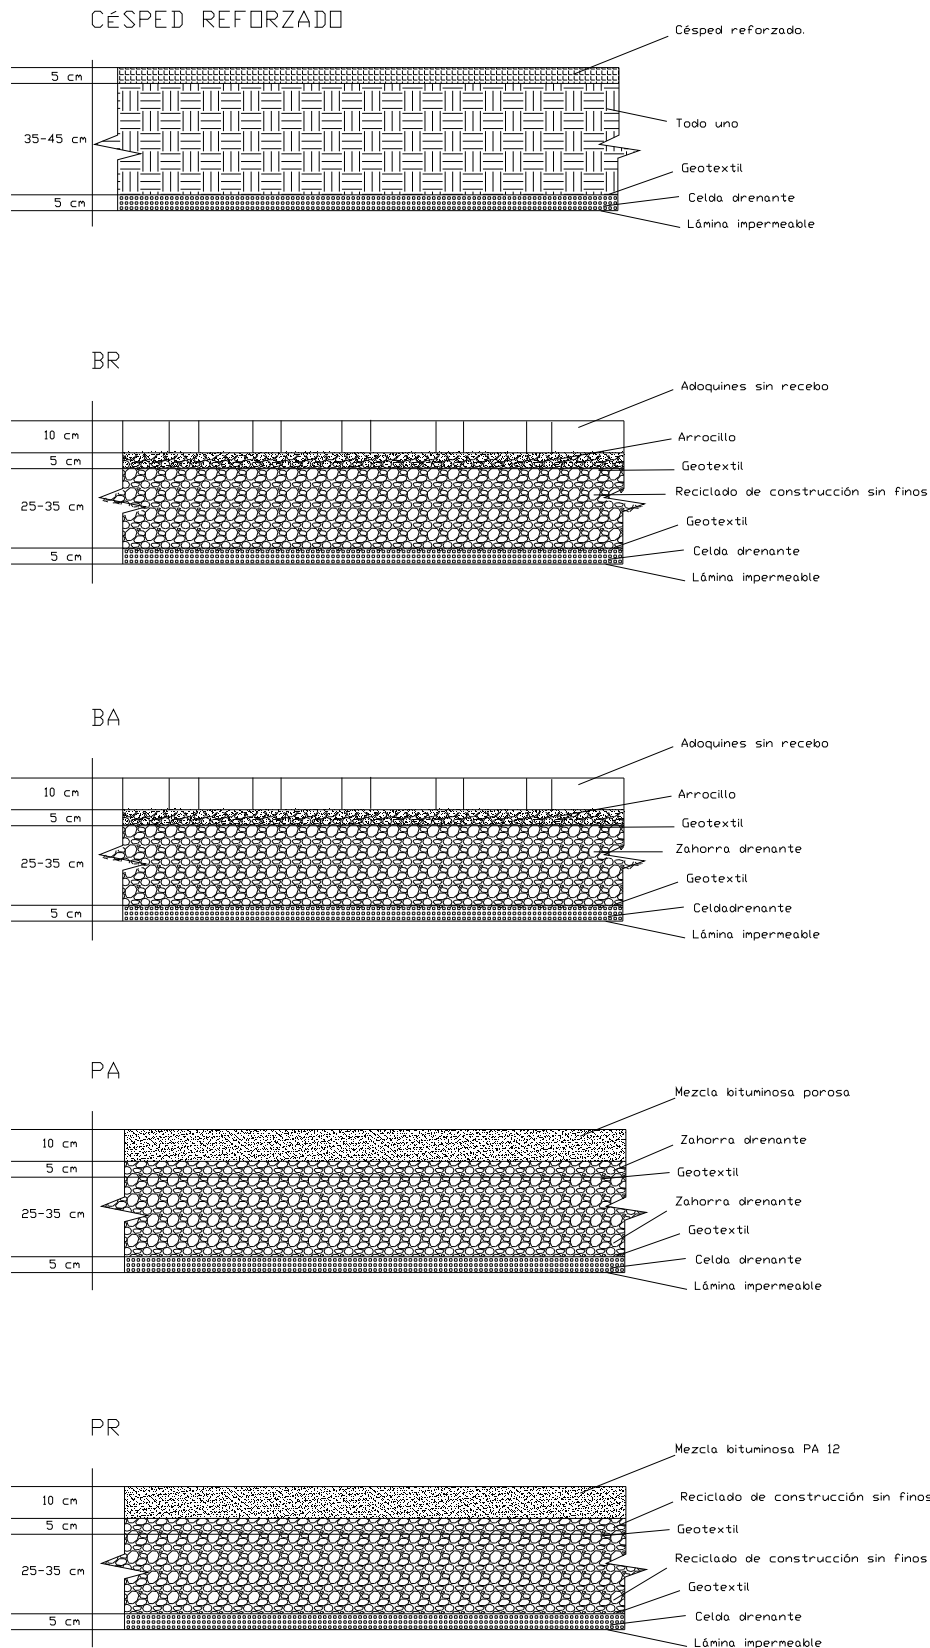 CÉSPED REFORZADO
Césped reforzado.
5 cm
Todo uno
35-45 cm
Geotextil
Celda drenante
5 cm
Lámina impermeable
BR
Adoquines sin recebo
10 cm
Arrocillo
5 cm
Geotextil
Reciclado de construcción sin finos
25-35 cm
Geotextil
Celda drenante
5 cm
Lámina impermeable
BA
Adoquines sin recebo
10 cm
Arrocillo
5 cm
Geotextil
Zahorra drenante
25-35 cm
Geotextil
Celdadrenante
5 cm
Lámina impermeable
PA
Mezcla bituminosa porosa
10 cm
Zahorra drenante
5 cm
Geotextil
Zahorra drenante
25-35 cm
Geotextil
Celda drenante
5 cm
Lámina impermeable
PR
Mezcla bituminosa PA 12
10 cm
Reciclado de construcción sin finos
5 cm
Geotextil
Reciclado de construcción sin finos
25-35 cm
Geotextil
Celda drenante
5 cm
Lámina impermeable